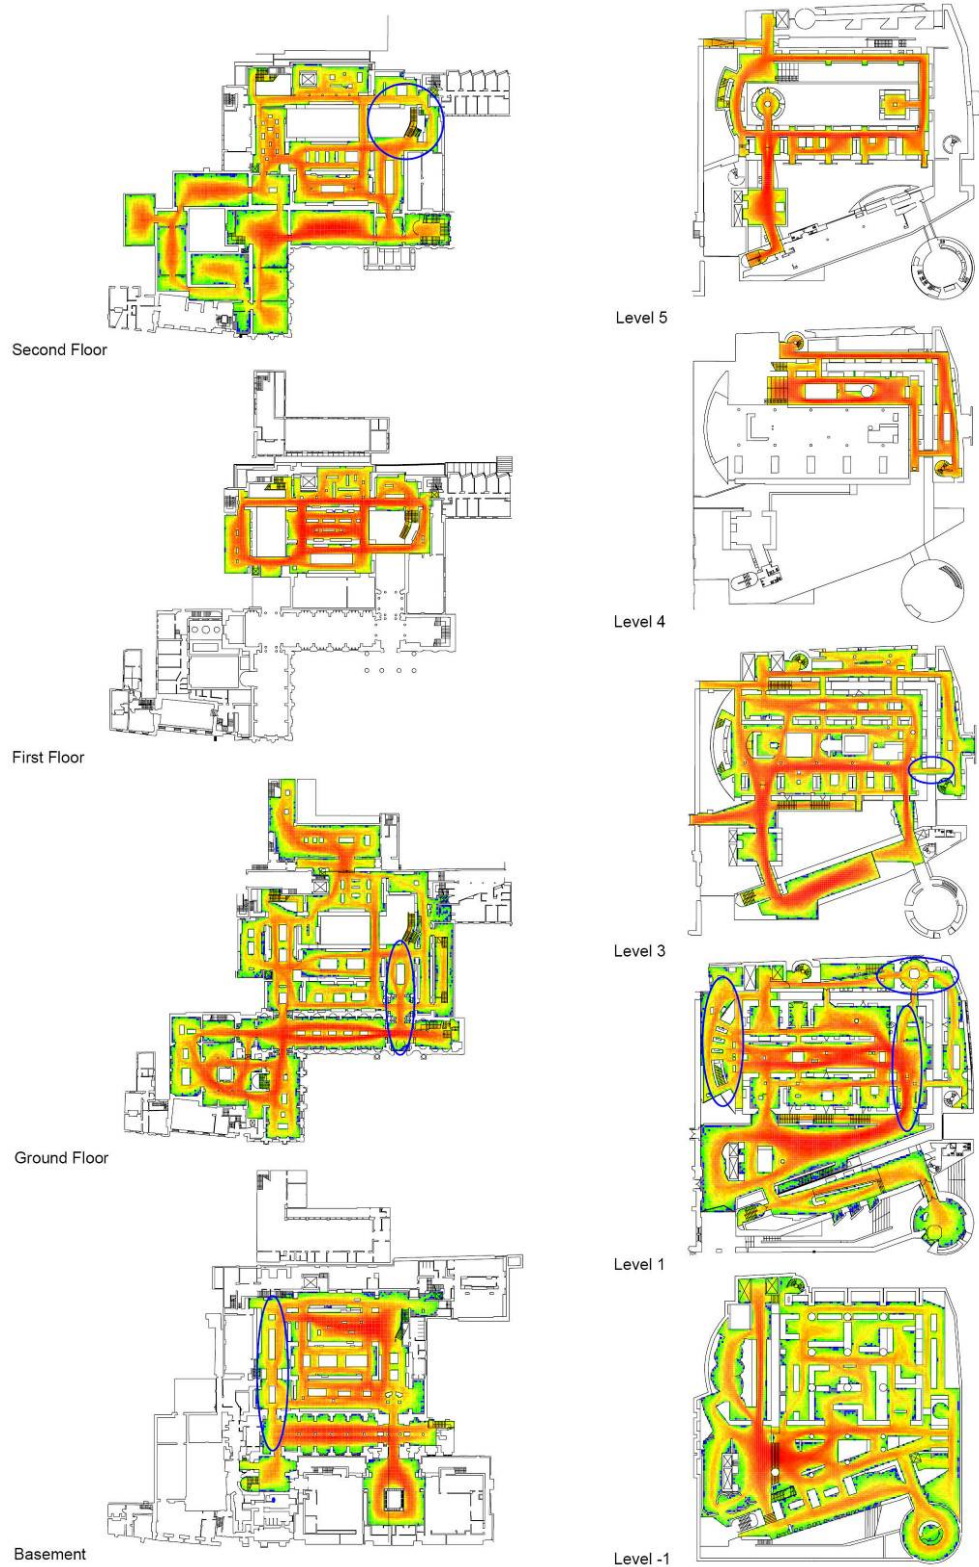 Second Floor
First Floor
Ground Floor
Basement
Level 5
Level 4
Level 3
Level 1
Level -1